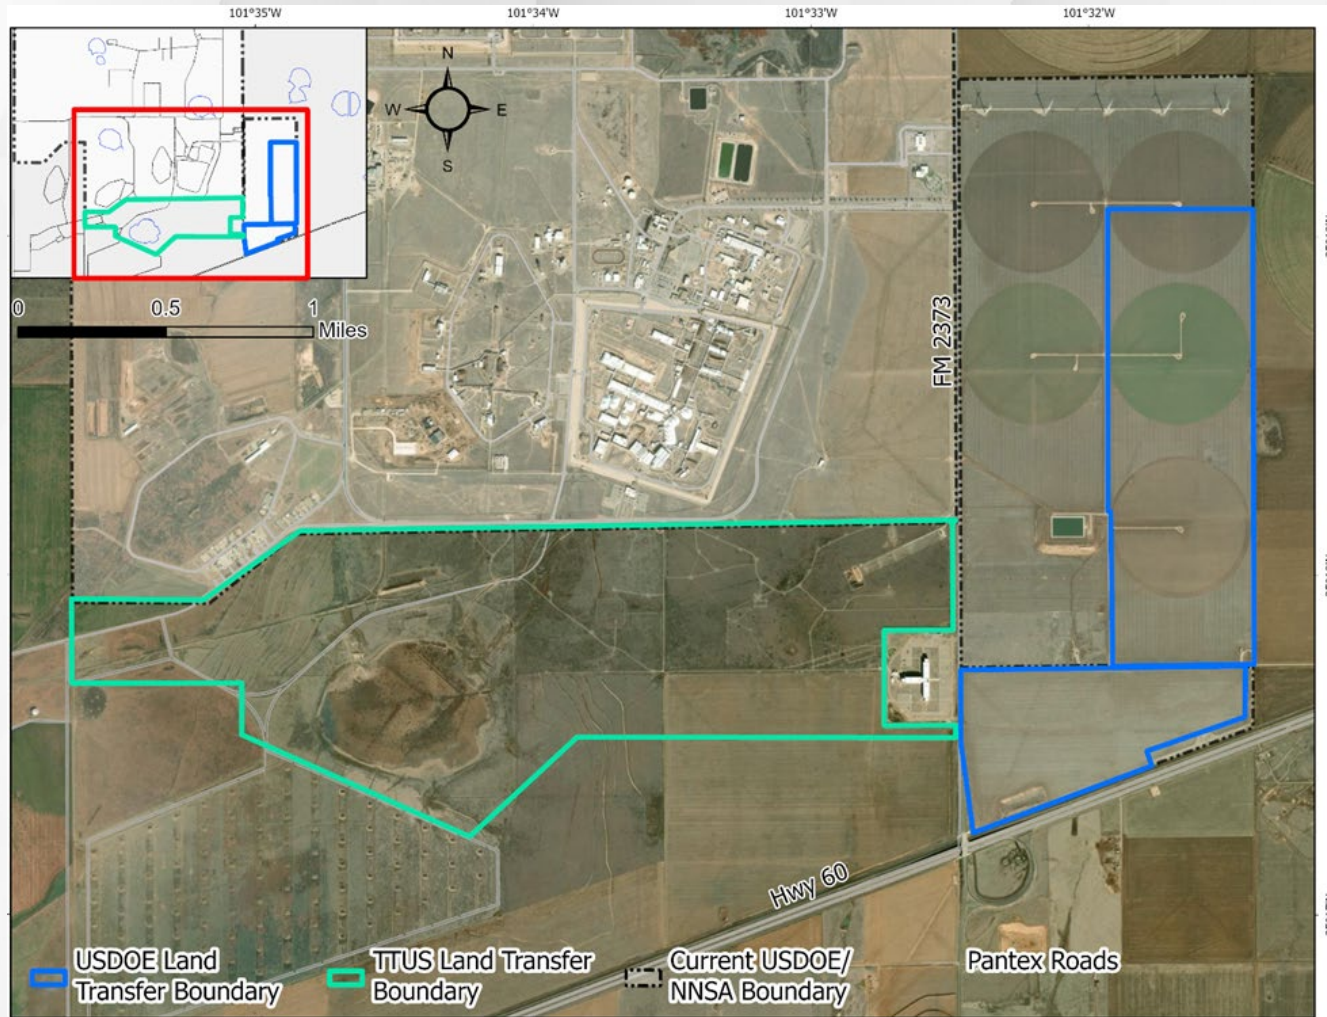 101°35'W
101°34'W
101°33'W
101°32'W
N
W
E
S
0
0.5
1
Miles
FM 2373
Hwy 60
USDOE Land
Transfer Boundary
TTUS Land Transfer
Boundary
Current USDOE/
NNSA Boundary
Pantex Roads